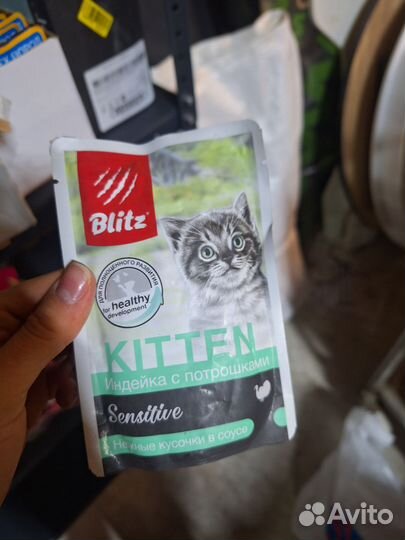 Blitz
ДЛЯ ПОЛНОЦЕННОГО РАЗВИТИЯ
for healthy
development
KITTEN
Индейка с потрошками
Sensitive
Нежные кусочки в соусе
Avito